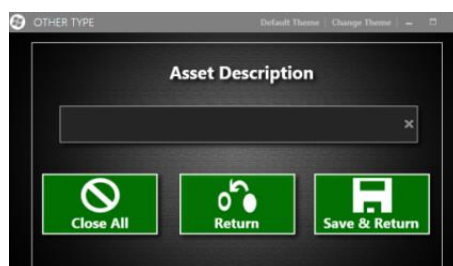 OTHER TYPE Default Theme | Change Theme
Asset Description
Close All Return Save & Return